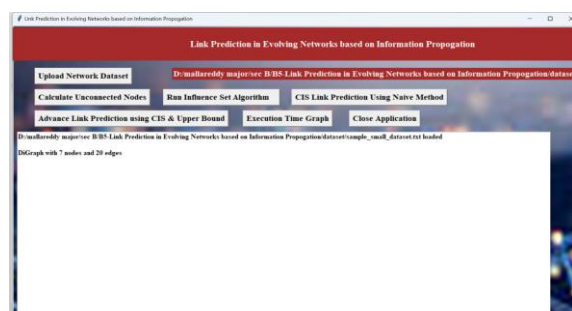 Link Prediction in Evolving Networks based on Information Propogation
Link Prediction in Evolving Networks based on Information Propogation
Upload Network Dataset
D:/mallareddy major/sec B/B5-Link Prediction in Evolving Networks based on Information Propogation/datase
Calculate Unconnected Nodes
Run Influence Set Algorithm
CIS Link Prediction Using Naive Method
Advance Link Prediction using CIS & Upper Bound
Execution Time Graph
Close Application
D:/mallareddy major/sec B/B5-Link Prediction in Evolving Networks based on Information Propogation/dataset/sample_small_dataset.txt loaded
DiGraph with 7 nodes and 20 edges